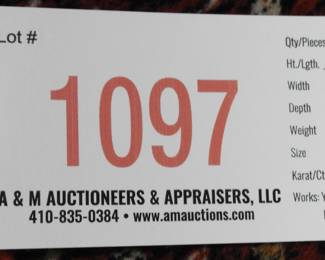 Lot #
1097
A & M AUCTIONEERS & APPRAISERS, LLC
410-835-0384 • www.amauctions.com
Qty/Pieces
Ht./Lgth.
Width
Depth
Weight
Size
Karat/Ct
Works: Y